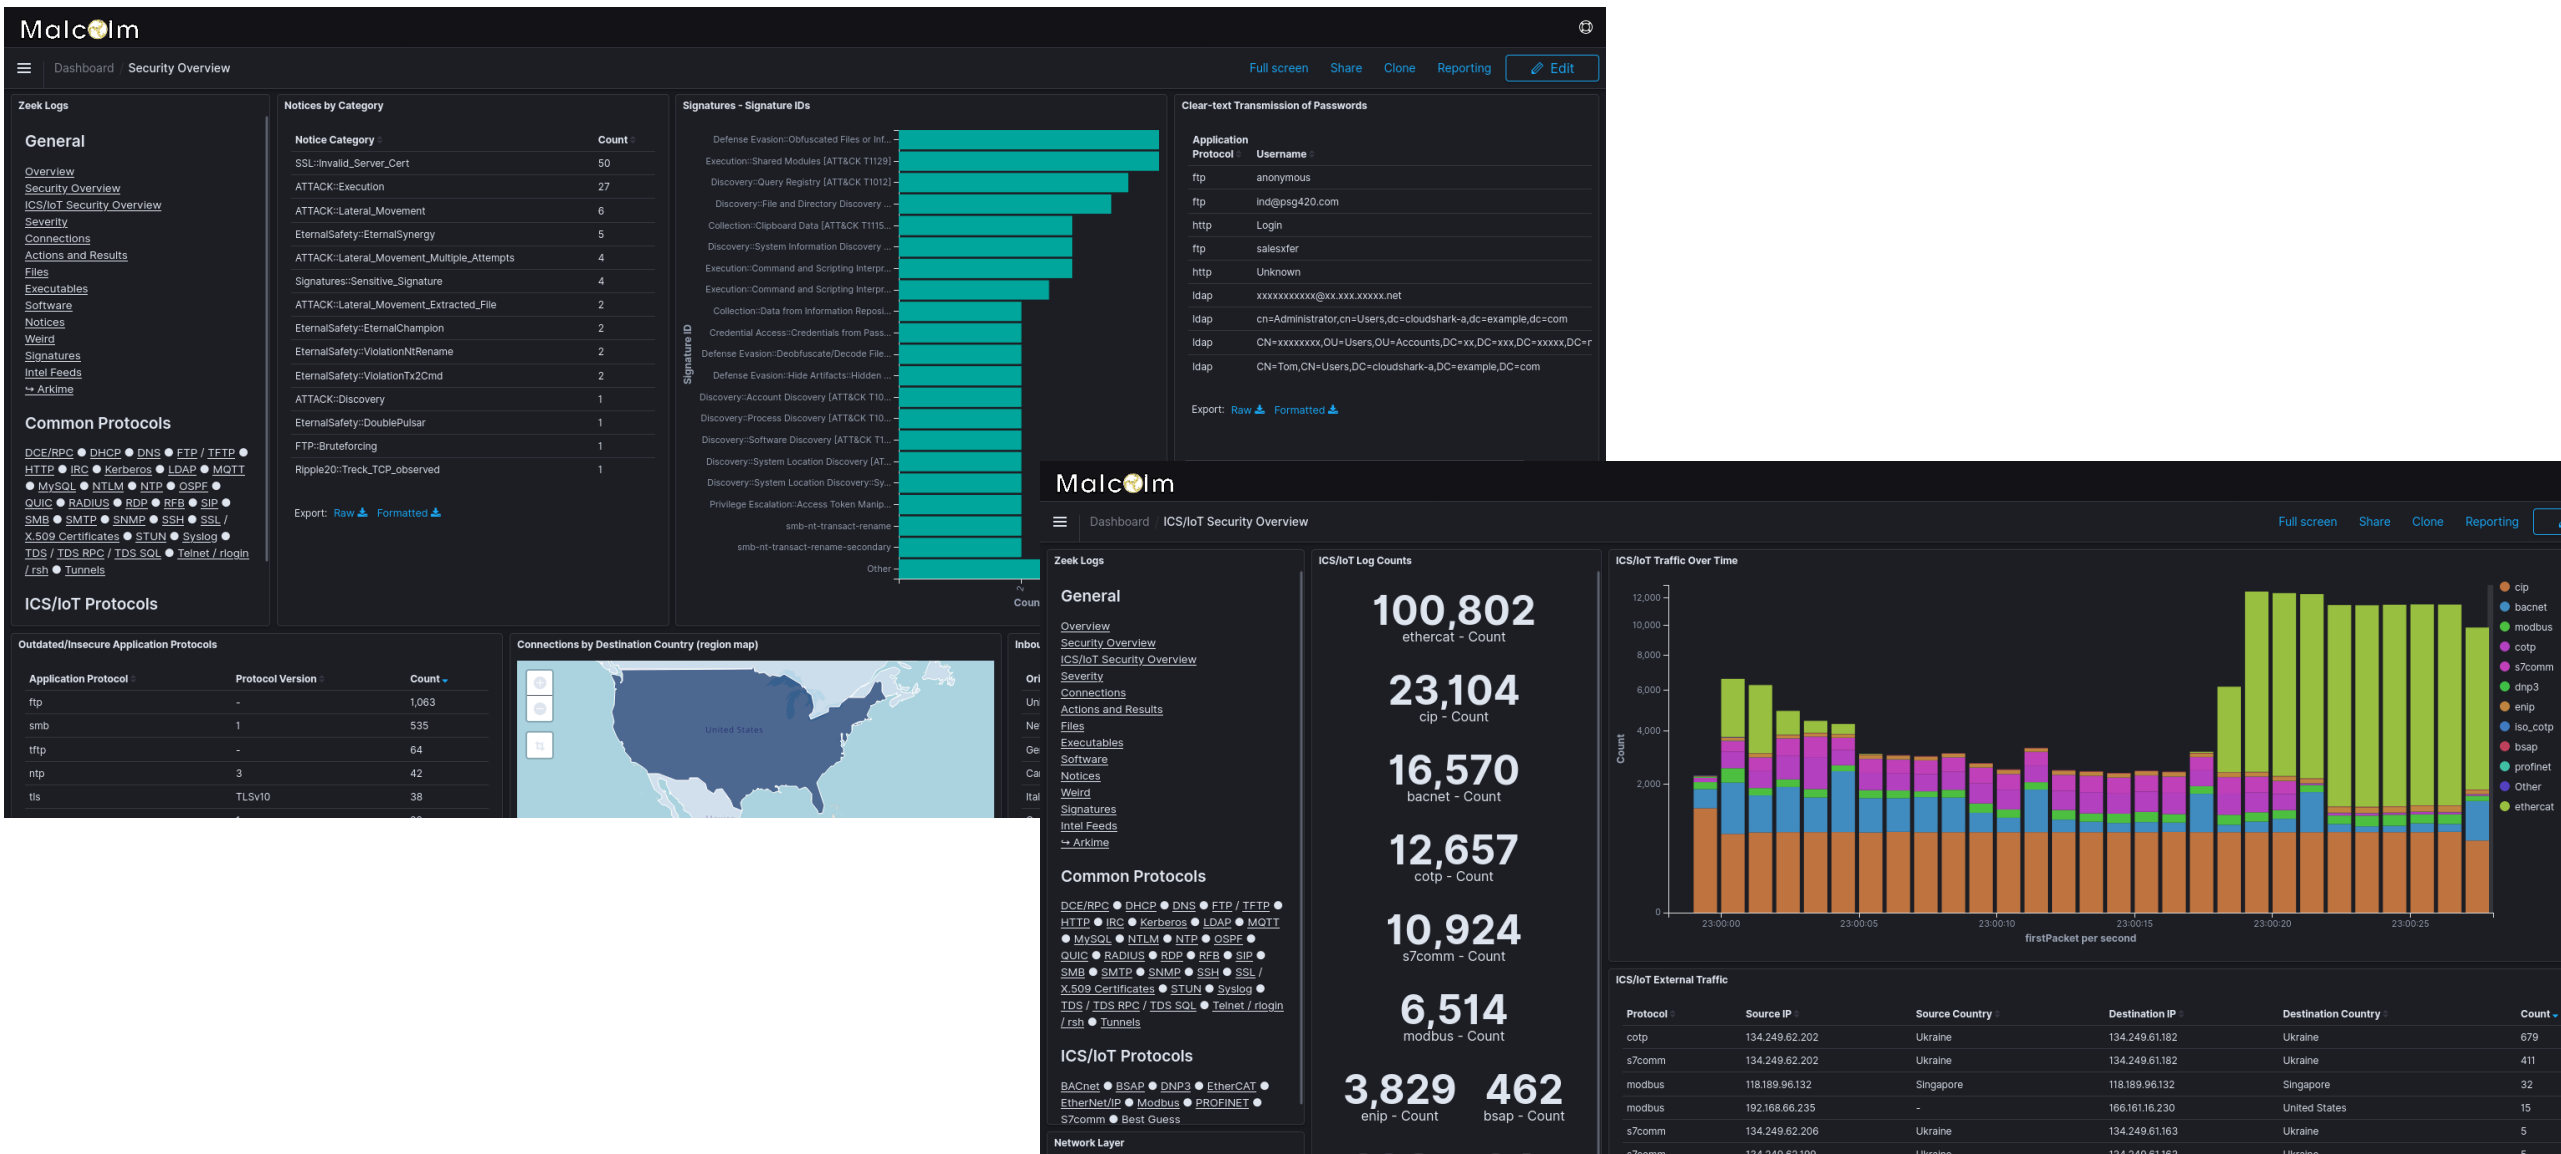 Malcolm
Dashboard / Security Overview
Full screen Share Clone Reporting Edit
Zeek Logs
General
Overview
Security Overview
ICS/IoT Security Overview
Severity
Connections
Actions and Results
Files
Executables
Software
Notices
Weird
Signatures
Intel Feeds
↪ Arkime
Common Protocols
DCE/RPC ● DHCP ● DNS ● FTP / TFTP ●
HTTP ● IRC ● Kerberos ● LDAP ● MQTT
● MySQL ● NTLM ● NTP ● OSPF ●
QUIC ● RADIUS ● RDP ● RFB ● SIP ●
SMB ● SMTP ● SNMP ● SSH ● SSL /
X.509 Certificates ● STUN ● Syslog ●
TDS / TDS RPC / TDS SQL ● Telnet / rlogin
/ rsh ● Tunnels
ICS/IoT Protocols
Notices by Category
Notice Category Count
SSL::Invalid_Server_Cert 50
ATTACK::Execution 27
ATTACK::Lateral_Movement 6
EternalSafety::EternalSynergy 5
ATTACK::Lateral_Movement_Multiple_Attempts 4
Signatures::Sensitive_Signature 4
ATTACK::Lateral_Movement_Extracted_File 2
EternalSafety::EternalChampion 2
EternalSafety::ViolationNtRename 2
EternalSafety::ViolationTx2Cmd 2
ATTACK::Discovery 1
EternalSafety::DoublePulsar 1
FTP::Bruteforcing 1
Ripple20::Treck_TCP_observed 1
Export: Raw Formatted
Signatures - Signature IDs
Signature ID
Defense Evasion::Obfuscated Files or Inf...
Execution::Shared Modules [ATT&CK T1129]
Discovery::Query Registry [ATT&CK T1012]
Discovery::File and Directory Discovery ...
Collection::Clipboard Data [ATT&CK T1115...
Discovery::System Information Discovery ...
Execution::Command and Scripting Interpr...
Execution::Command and Scripting Interpr...
Collection::Data from Information Reposi...
Credential Access::Credentials from Pass...
Defense Evasion::Deobfuscate/Decode File...
Defense Evasion::Hide Artifacts::Hidden ...
Discovery::Account Discovery [ATT&CK T10...
Discovery::Process Discovery [ATT&CK T10...
Discovery::Software Discovery [ATT&CK T1...
Discovery::System Location Discovery [AT...
Discovery::System Location Discovery::Sy...
Privilege Escalation::Access Token Manip...
smb-nt-transact-rename
smb-nt-transact-rename-secondary
Other
2
Coun
Clear-text Transmission of Passwords
Application
Protocol Username
ftp anonymous
ftp ind@psg420.com
http Login
ftp salesxfer
http Unknown
ldap xxxxxxxxxxx@xx.xxx.xxxxx.net
ldap cn=Administrator,cn=Users,dc=cloudshark-a,dc=example,dc=com
ldap CN=xxxxxxxx,OU=Users,OU=Accounts,DC=xx,DC=xxx,DC=xxxxx,DC=r
ldap CN=Tom,CN=Users,DC=cloudshark-a,DC=example,DC=com
Export: Raw Formatted
Outdated/Insecure Application Protocols
Application Protocol Protocol Version Count
ftp - 1,063
smb 1 535
tftp - 64
ntp 3 42
tls TLSv10 38
Connections by Destination Country (region map)
United States
Inbou
Ori
Uni
Net
Ger
Ca
Ital
Malcolm
Dashboard / ICS/IoT Security Overview
Full screen Share Clone Reporting
Zeek Logs
General
Overview
Security Overview
ICS/IoT Security Overview
Severity
Connections
Actions and Results
Files
Executables
Software
Notices
Weird
Signatures
Intel Feeds
↪ Arkime
Common Protocols
DCE/RPC ● DHCP ● DNS ● FTP / TFTP ●
HTTP ● IRC ● Kerberos ● LDAP ● MQTT
● MySQL ● NTLM ● NTP ● OSPF ●
QUIC ● RADIUS ● RDP ● RFB ● SIP ●
SMB ● SMTP ● SNMP ● SSH ● SSL /
X.509 Certificates ● STUN ● Syslog ●
TDS / TDS RPC / TDS SQL ● Telnet / rlogin
/ rsh ● Tunnels
ICS/IoT Protocols
BACnet ● BSAP ● DNP3 ● EtherCAT ●
EtherNet/IP ● Modbus ● PROFINET ●
S7comm ● Best Guess
Network Layer
ICS/IoT Log Counts
100,802
ethercat - Count
23,104
cip - Count
16,570
bacnet - Count
12,657
cotp - Count
10,924
s7comm - Count
6,514
modbus - Count
3,829 462
enip - Count bsap - Count
ICS/IoT Traffic Over Time
Count
12,000
10,000
8,000
6,000
4,000
2,000
0
23:00:00 23:00:05 23:00:10 23:00:15 23:00:20 23:00:25
firstPacket per second
cip
bacnet
modbus
cotp
s7comm
dnp3
enip
iso_cotp
bsap
profinet
Other
ethercat
ICS/IoT External Traffic
Protocol Source IP Source Country Destination IP Destination Country Count
cotp 134.249.62.202 Ukraine 134.249.61.182 Ukraine 679
s7comm 134.249.62.202 Ukraine 134.249.61.182 Ukraine 411
modbus 118.189.96.132 Singapore 118.189.96.132 Singapore 32
modbus 192.168.66.235 - 166.161.16.230 United States 15
s7comm 134.249.62.206 Ukraine 134.249.61.163 Ukraine 5